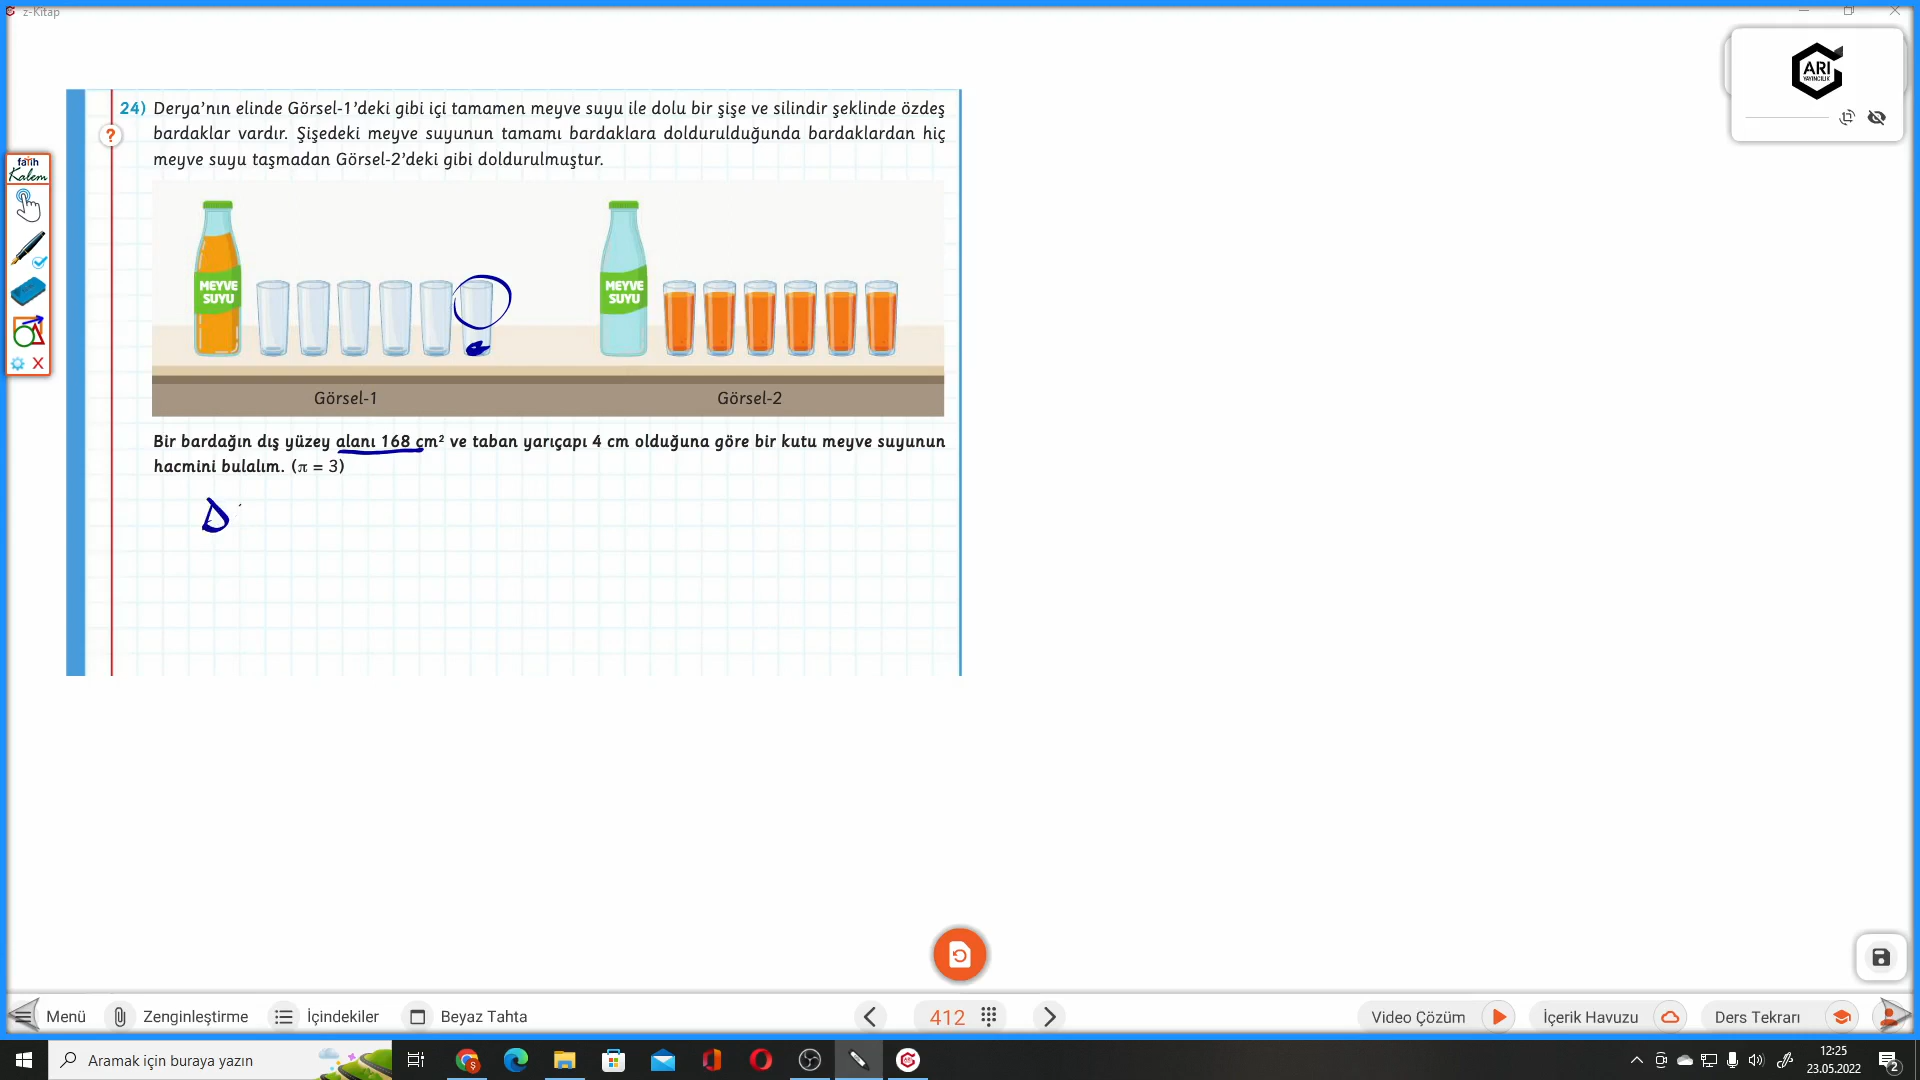 z-Kitap
ARI
YAYINCILIK
fatih
Kalem
24) Derya’nın elinde Görsel-1’deki gibi içi tamamen meyve suyu ile dolu bir şişe ve silindir şeklinde özdeş
bardaklar vardır. Şişedeki meyve suyunun tamamı bardaklara doldurulduğunda bardaklardan hiç
meyve suyu taşmadan Görsel-2’deki gibi doldurulmuştur.
?
MEYVE
SUYU
MEYVE
SUYU
Görsel-1
Görsel-2
Bir bardağın dış yüzey alanı 168 cm² ve taban yarıçapı 4 cm olduğuna göre bir kutu meyve suyunun
hacmini bulalım. (π = 3)
Menü
Zenginleştirme
İçindekiler
Beyaz Tahta
412
Video Çözüm
İçerik Havuzu
Ders Tekrarı
Aramak için buraya yazın
12:25
23.05.2022
2